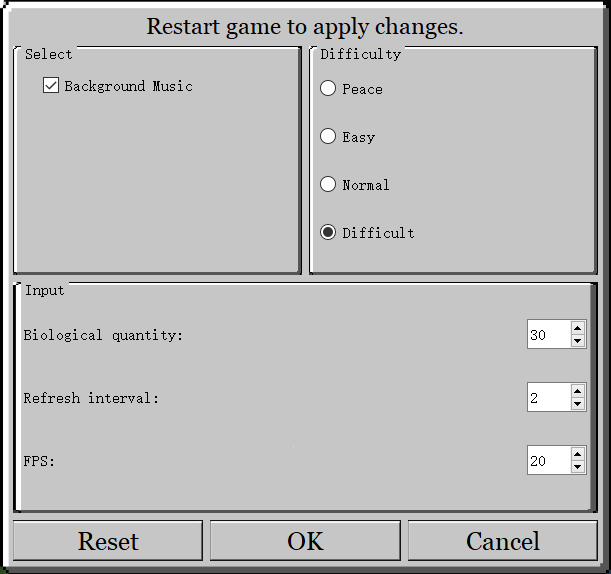 Restart game to apply changes.
Select
Background Music
Difficulty
Peace
Easy
Normal
Difficult
Input
Biological quantity:
30
Refresh interval:
2
FPS:
20
Reset
OK
Cancel